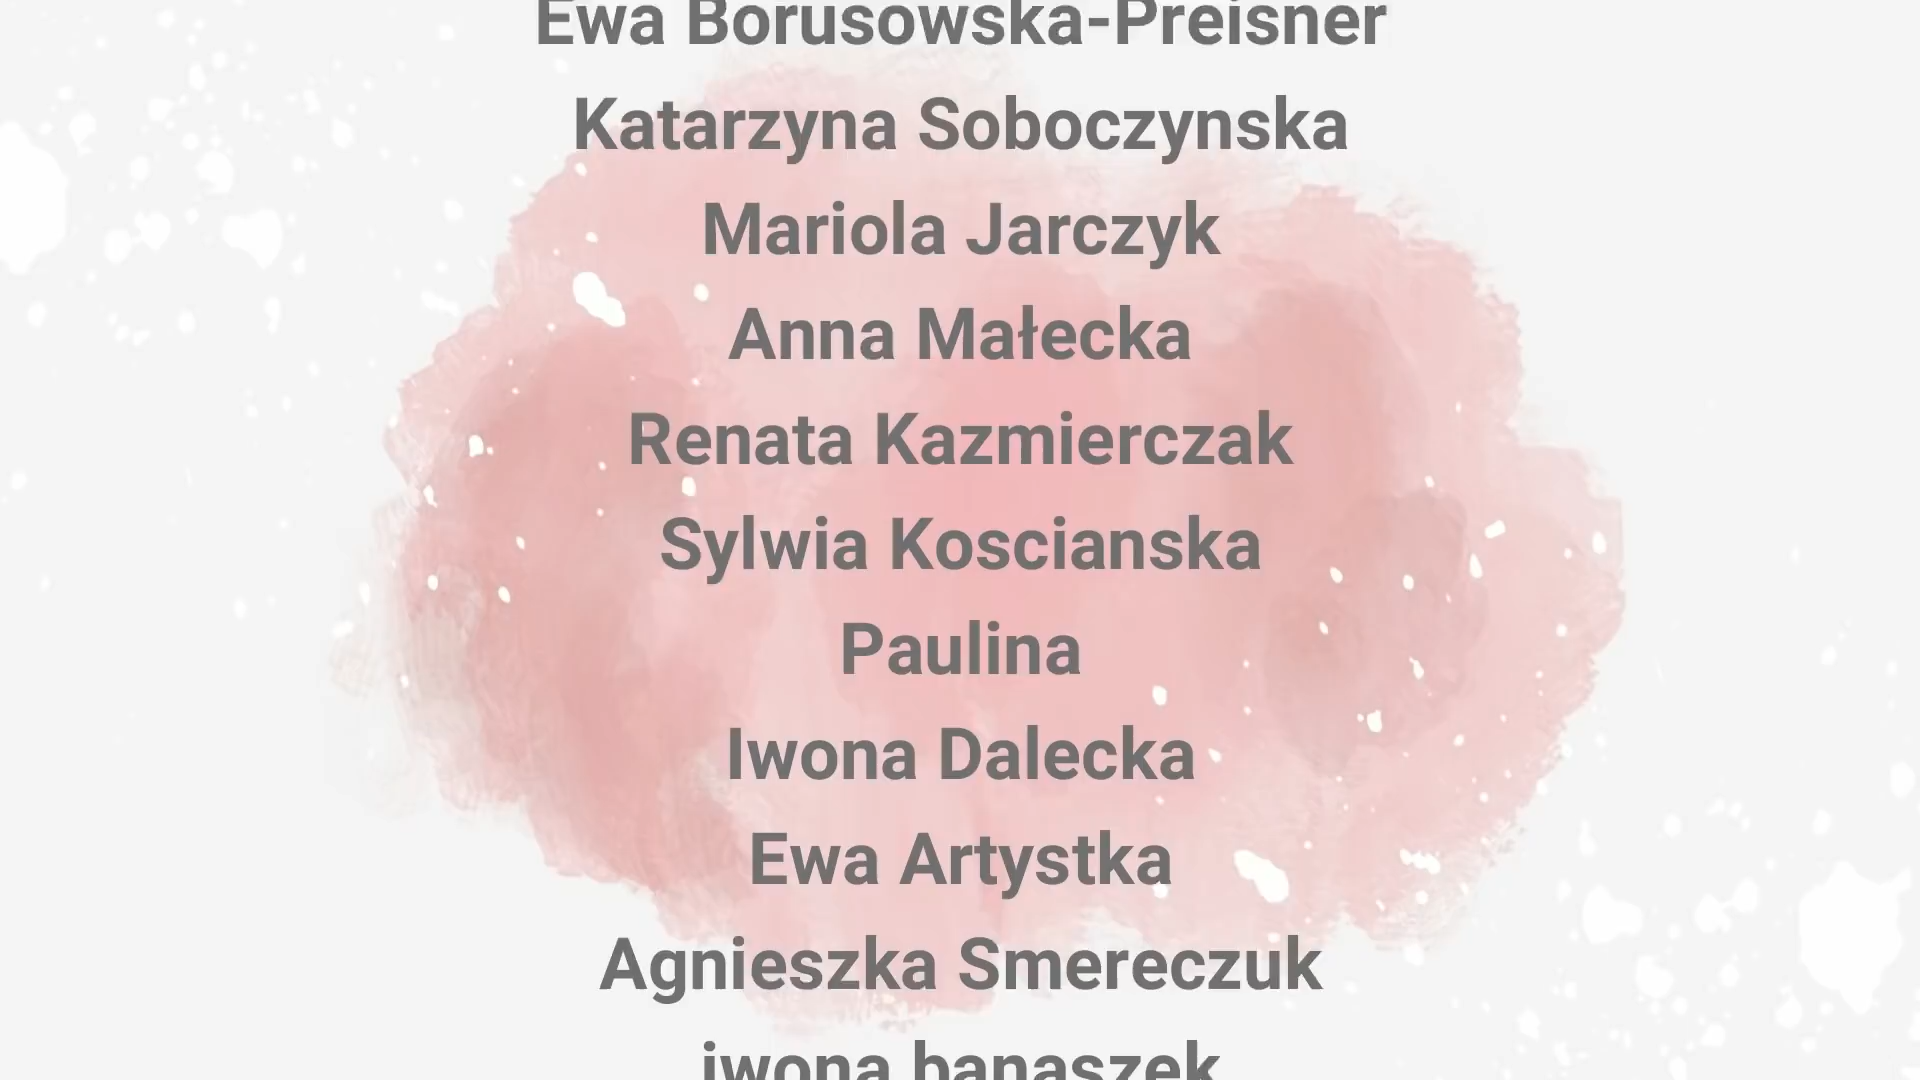 Ewa Borusowska-Preisner
Katarzyna Soboczynska
Mariola Jarczyk
Anna Małecka
Renata Kazmierczak
Sylwia Koscianska
Paulina
Iwona Dalecka
Ewa Artystka
Agnieszka Smereczuk
iwona banaszek